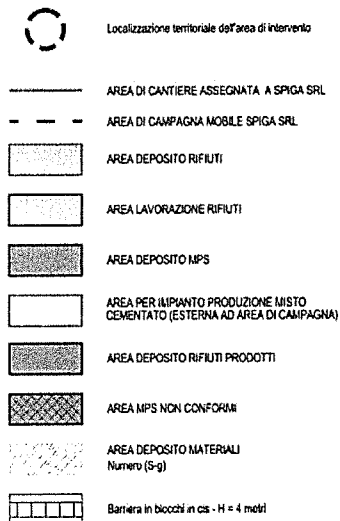 Localizzazione territoriale dell'area di intervento
AREA DI CANTIERE ASSEGNATA A SPIGA SRL
AREA DI CAMPAGNA MOBILE SPIGA SRL
AREA DEPOSITO RIFIUTI
AREA LAVORAZIONE RIFIUTI
AREA DEPOSITO MPS
AREA PER IMPIANTO PRODUZIONE MISTO
CEMENTATO (ESTERNA AD AREA DI CAMPAGNA)
AREA DEPOSITO RIFIUTI PRODOTTI
AREA MPS NON CONFORMI
AREA DEPOSITO MATERIALI
Numero (S-g)
Barriera in blocchi in cls - H = 4 metri